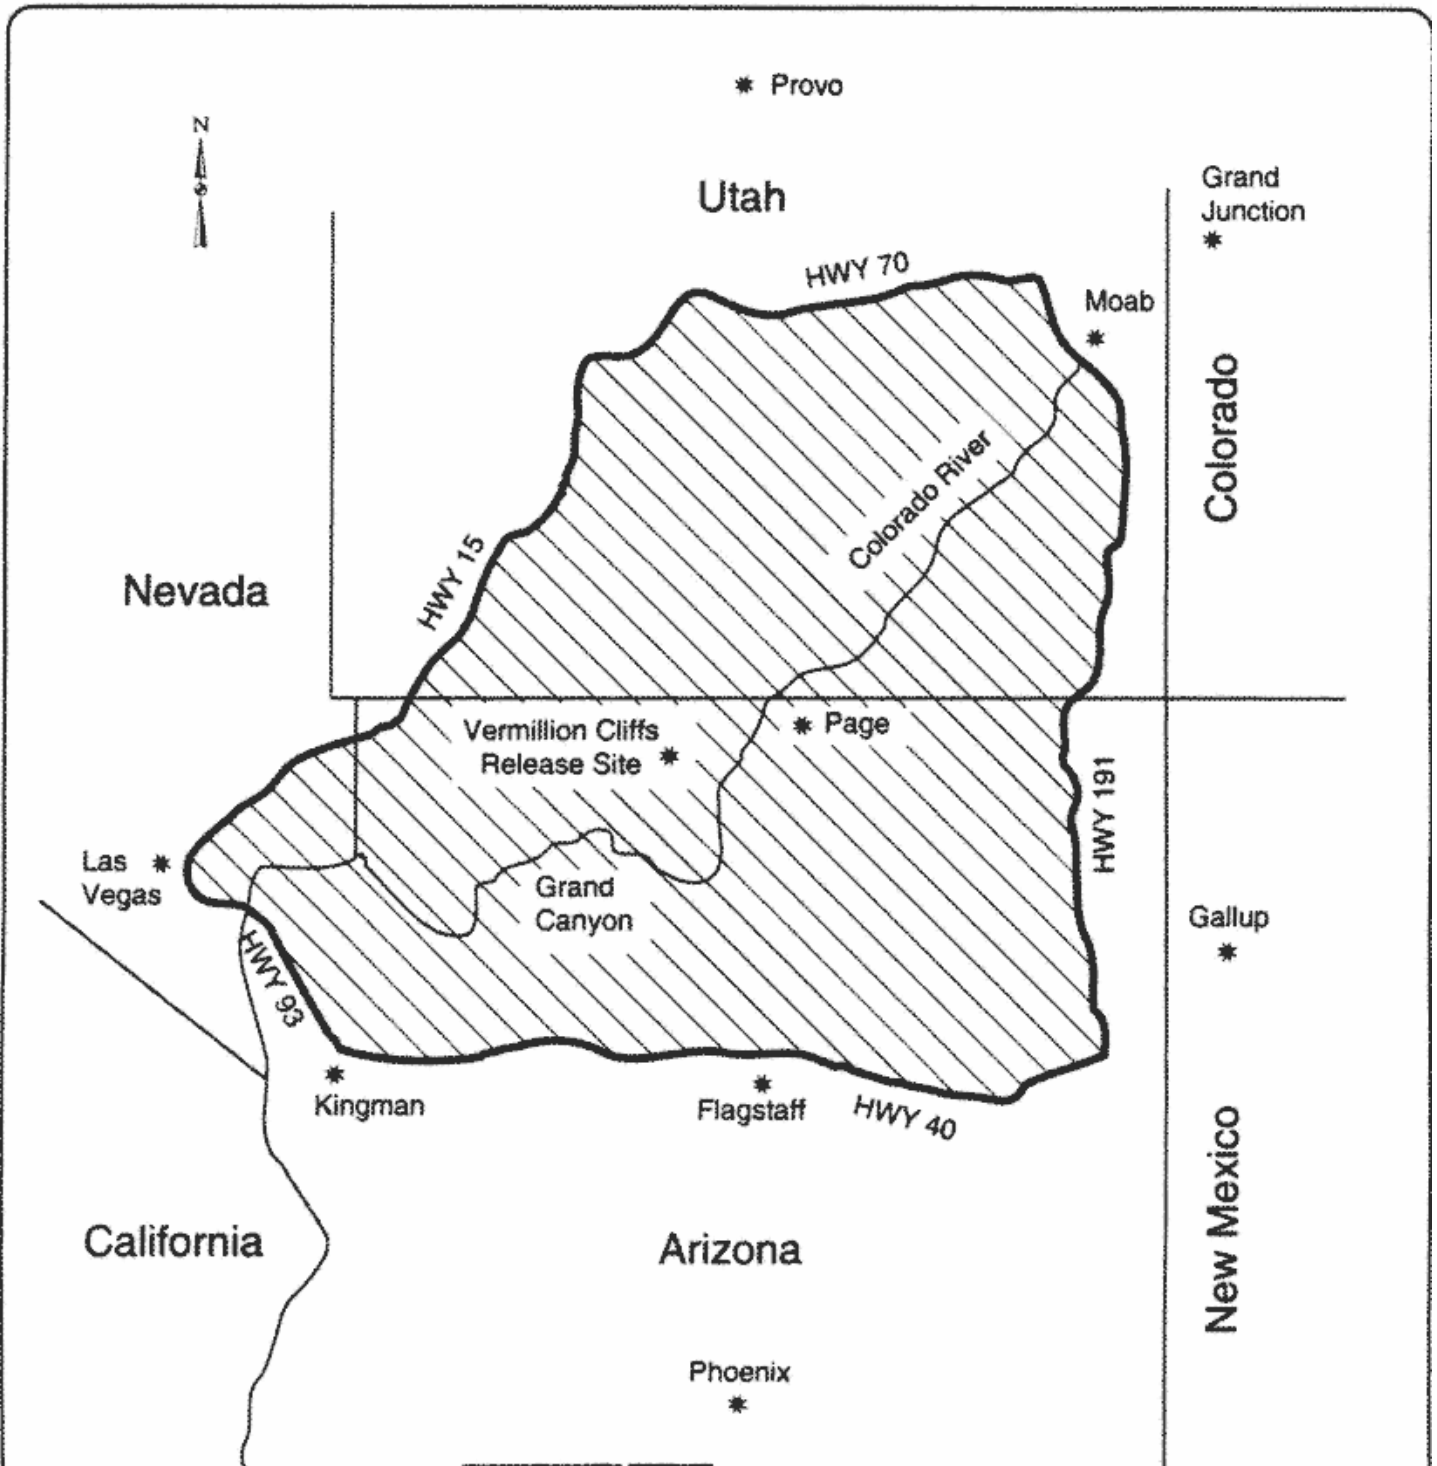 Provo
N
Utah
Grand
Junction
HWY 70
Moab
Colorado
Colorado River
HWY 15
Nevada
Vermillion Cliffs
Release Site
Page
HWY 191
Las
Vegas
Grand
Canyon
Gallup
HWY 93
Kingman
Flagstaff
HWY 40
New Mexico
California
Arizona
Phoenix